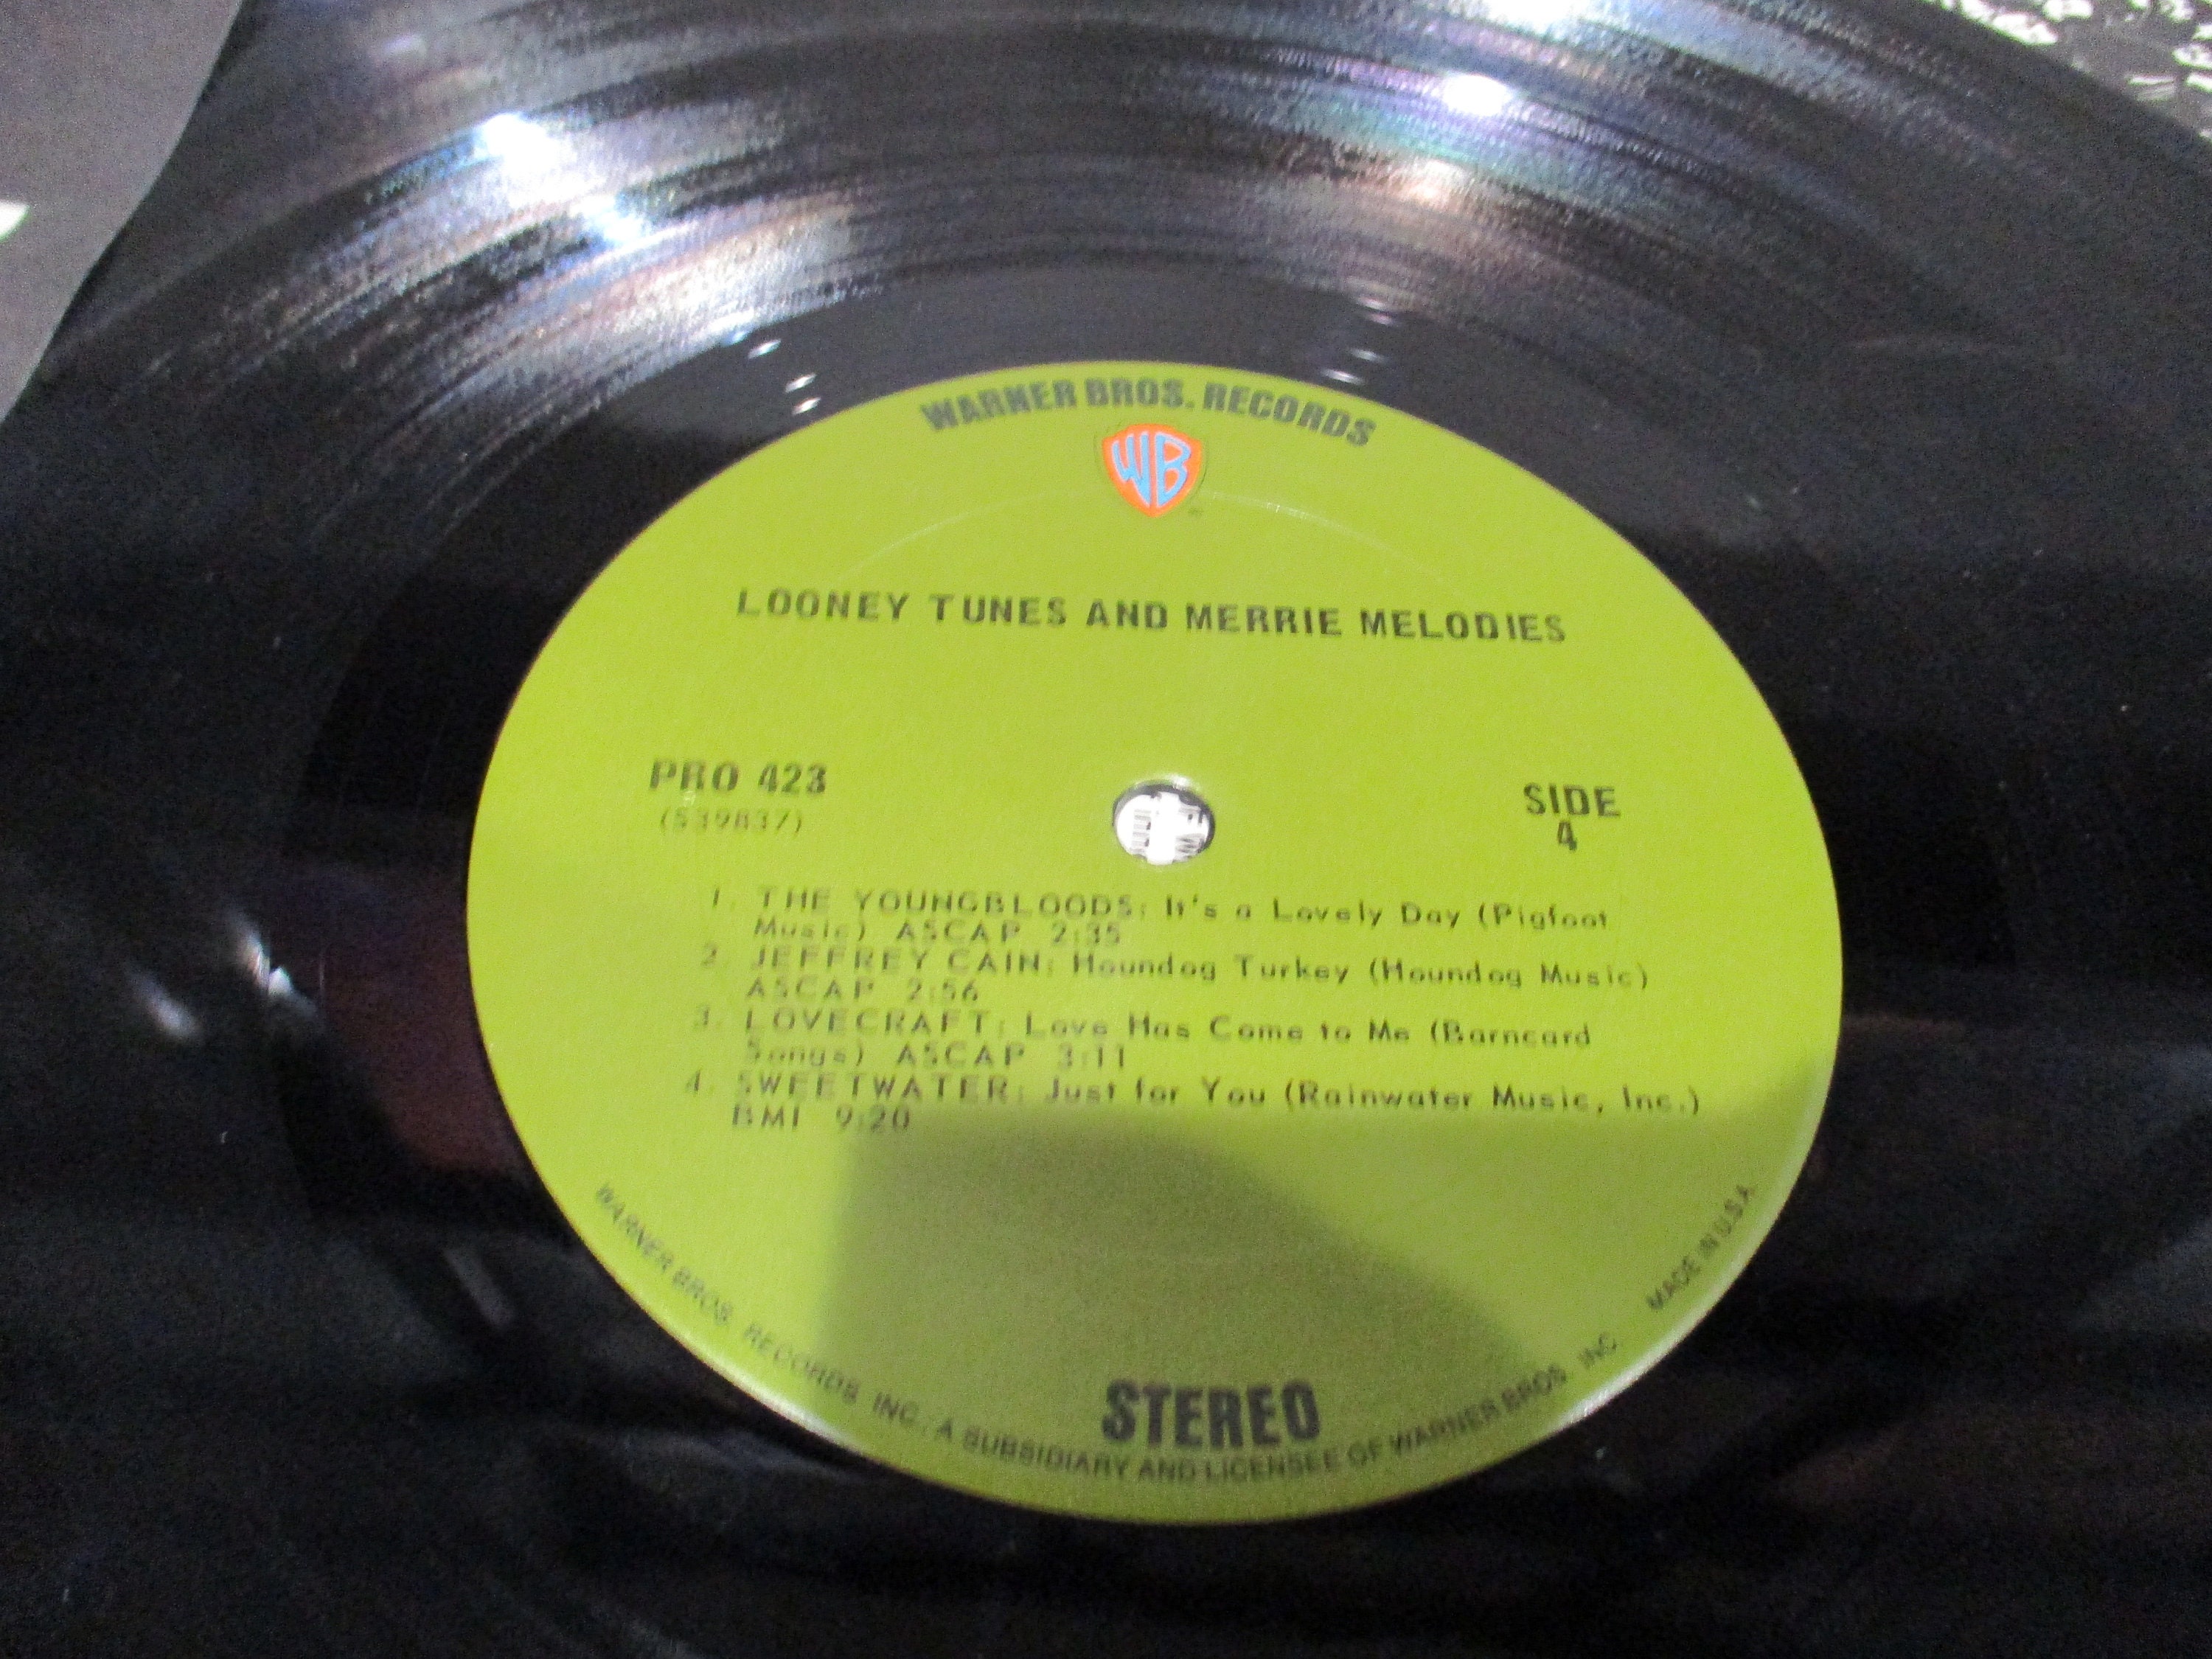 WARNER BROS. RECORDS
WB
LOONEY TUNES AND MERRIE MELODIES
PRO 423
(539837)
SIDE
4
1. THE YOUNGBLOODS: It's a Lovely Day (Pigfoot
Music) ASCAP 2:35
2. JEFFREY CAIN: Houndog Turkey (Houndog Music)
ASCAP 2:56
3. LOVECRAFT: Love Has Come to Me (Barncard
Songs) ASCAP 3:11
4. SWEETWATER: Just for You (Rainwater Music, Inc.)
BMI 9:20
STEREO
WARNER BROS. RECORDS INC., A SUBSIDIARY AND LICENSEE OF WARNER BROS. INC.
MADE IN U.S.A.